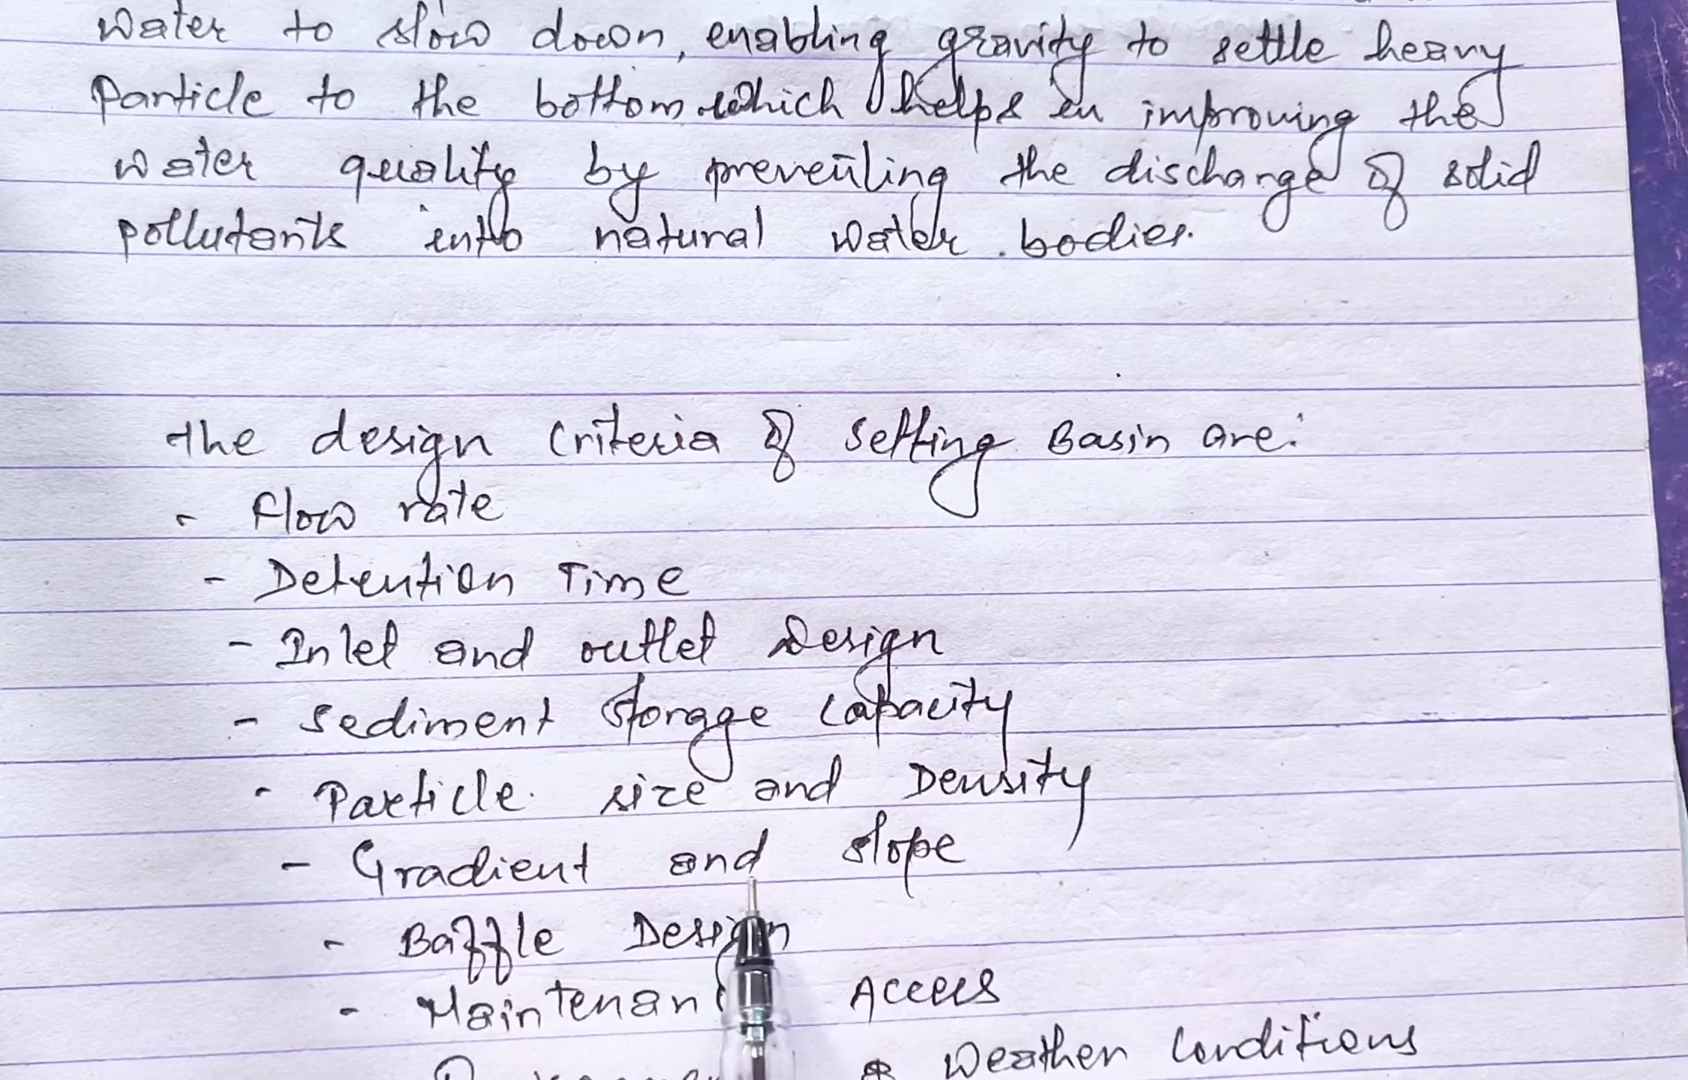 water to slow down, enabling gravity to settle heavy
Particle to the bottom which helps in improving the
water quality by preventing the discharge of solid
pollutants into natural water bodies.
The design criteria of Settling Basin are:
- Flow rate
- Detention Time
- Inlet and outlet Design
- Sediment Storage Capacity
- Particle size and Density
- Gradient and slope
- Baffle Design
- Access
Weather Conditions